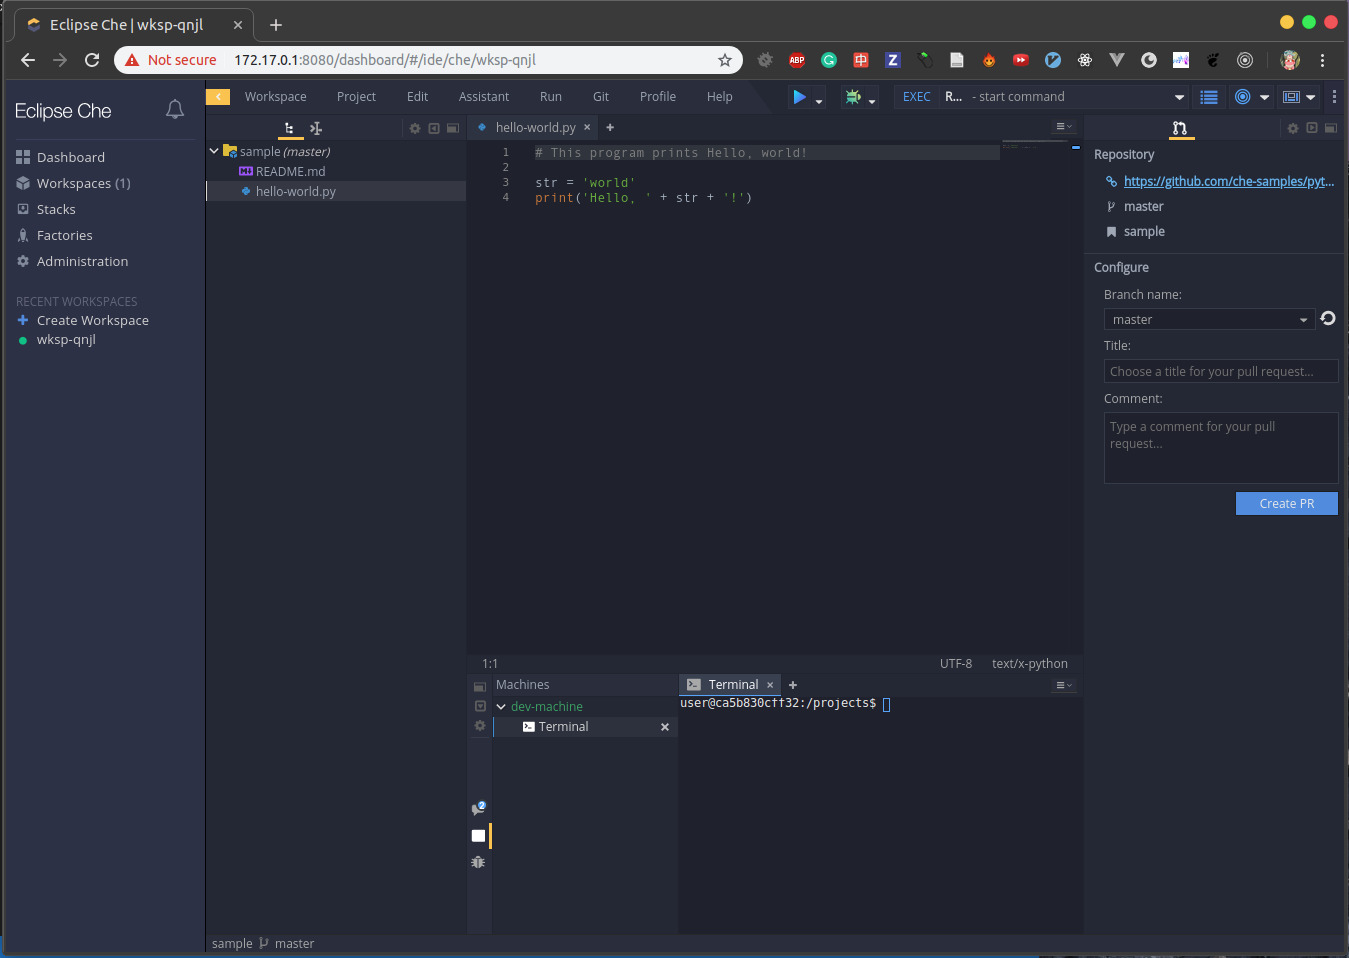 Eclipse Che | wksp-qnjl
Not secure
172.17.0.1:8080/dashboard/#/ide/che/wksp-qnjl
ABP
中
Z
Eclipse Che
Dashboard
Workspaces (1)
Stacks
Factories
Administration
RECENT WORKSPACES
Create Workspace
wksp-qnjl
Workspace Project Edit Assistant Run Git Profile Help
EXEC R... - start command
sample (master)
README.md
hello-world.py
hello-world.py
1 # This program prints Hello, world!
2
3 str = 'world'
4 print('Hello, ' + str + '!')
1:1 UTF-8 text/x-python
Machines
dev-machine
Terminal
2
Terminal
user@ca5b830cff32:/projects$
Repository
https://github.com/che-samples/pyt...
master
sample
Configure
Branch name:
master
Title:
Choose a title for your pull request...
Comment:
Type a comment for your pull
request...
Create PR
sample master